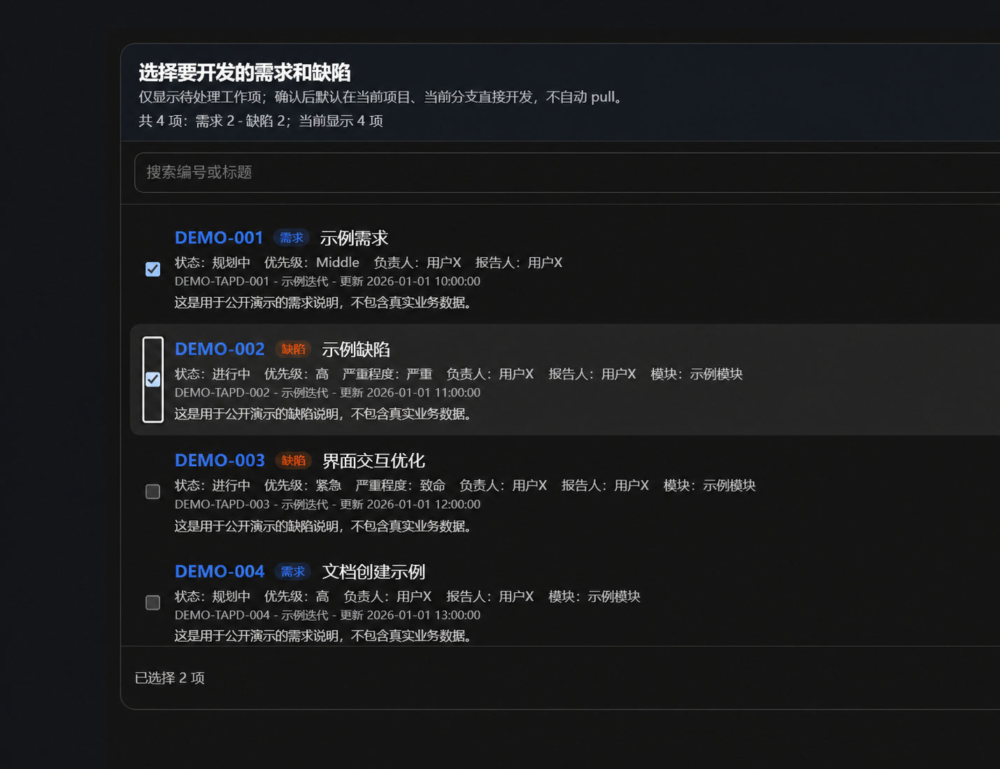 选择要开发的需求和缺陷
仅显示待处理工作项；确认后默认在当前项目、当前分支直接开发，不自动 pull。
共 4 项：需求 2 - 缺陷 2；当前显示 4 项
搜索编号或标题
DEMO-001 需求 示例需求
状态：规划中 优先级：Middle 负责人：用户X 报告人：用户X
DEMO-TAPD-001 - 示例迭代 - 更新 2026-01-01 10:00:00
这是用于公开演示的需求说明，不包含真实业务数据。
DEMO-002 缺陷 示例缺陷
状态：进行中 优先级：高 严重程度：严重 负责人：用户X 报告人：用户X 模块：示例模块
DEMO-TAPD-002 - 示例迭代 - 更新 2026-01-01 11:00:00
这是用于公开演示的缺陷说明，不包含真实业务数据。
DEMO-003 缺陷 界面交互优化
状态：进行中 优先级：紧急 严重程度：致命 负责人：用户X 报告人：用户X 模块：示例模块
DEMO-TAPD-003 - 示例迭代 - 更新 2026-01-01 12:00:00
这是用于公开演示的缺陷说明，不包含真实业务数据。
DEMO-004 需求 文档创建示例
状态：规划中 优先级：高 负责人：用户X 报告人：用户X 模块：示例模块
DEMO-TAPD-004 - 示例迭代 - 更新 2026-01-01 13:00:00
这是用于公开演示的需求说明，不包含真实业务数据。
已选择 2 项